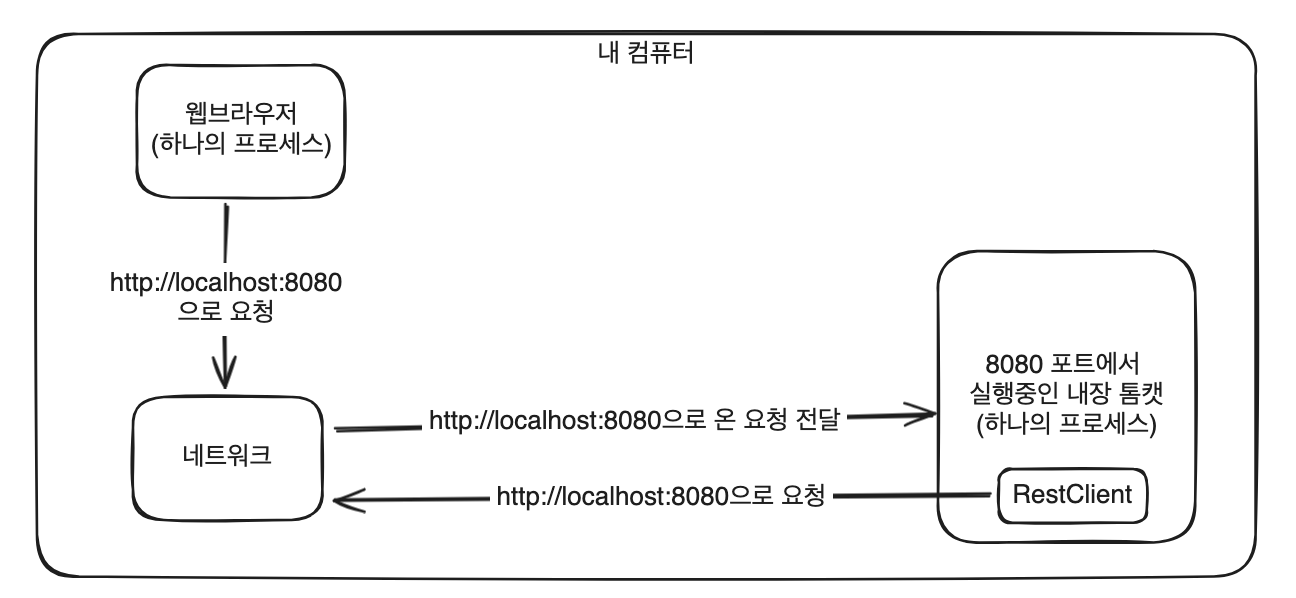 내 컴퓨터
웹브라우저
(하나의 프로세스)
http://localhost:8080
으로 요청
네트워크
http://localhost:8080으로 온 요청 전달
http://localhost:8080으로 요청
8080 포트에서
실행중인 내장 톰캣
(하나의 프로세스)
RestClient